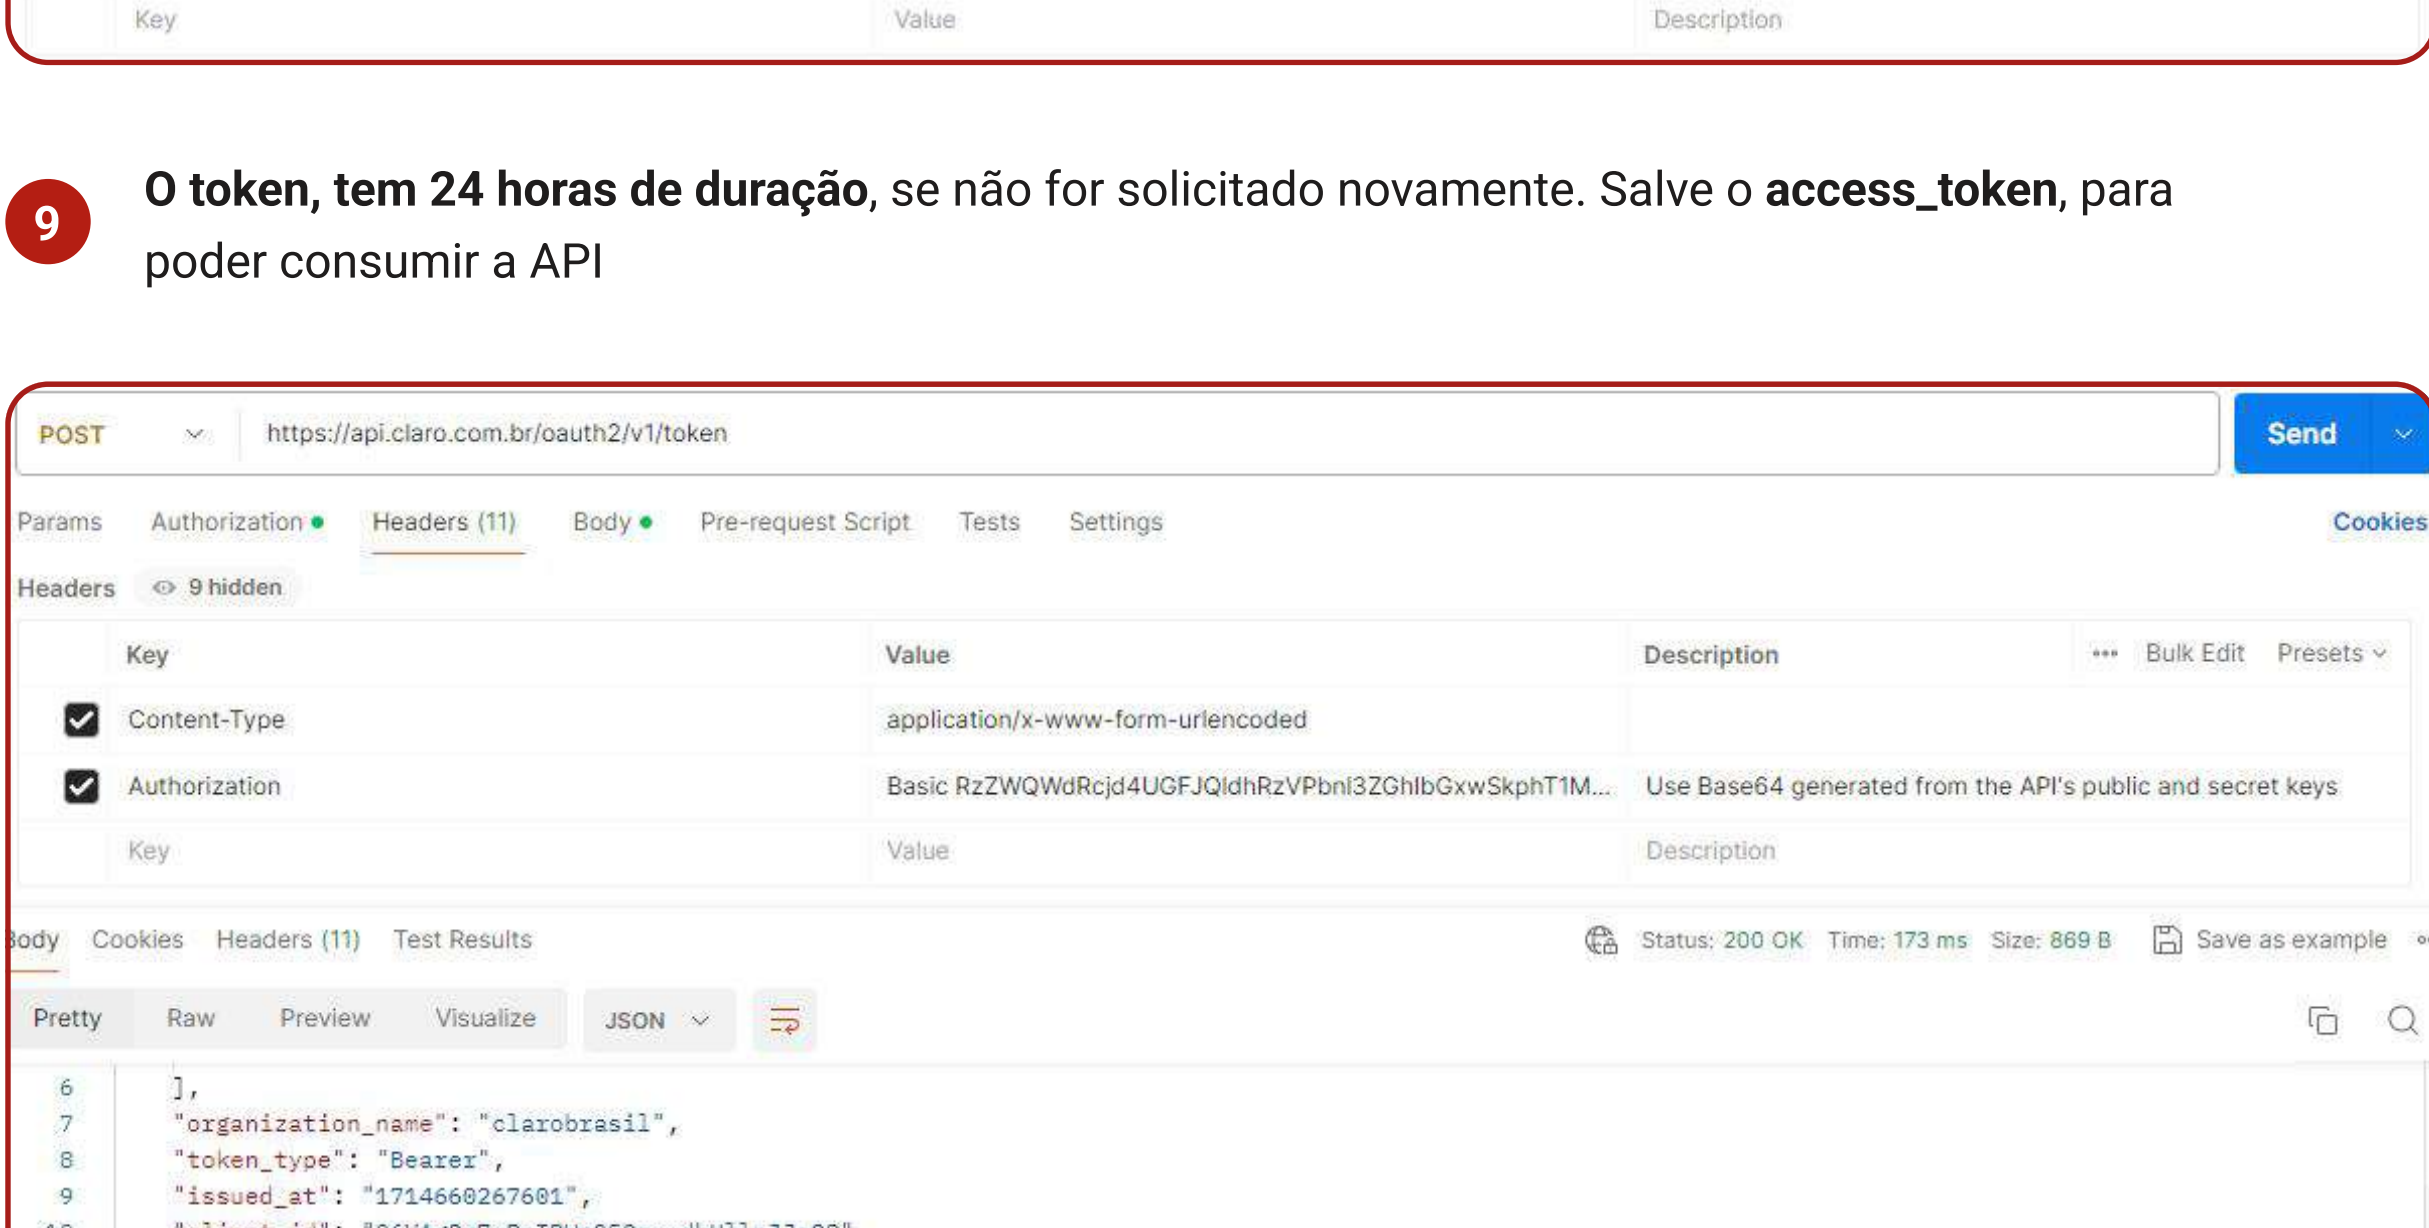 Key Value Description
9
O token, tem 24 horas de duração, se não for solicitado novamente. Salve o access_token, para
poder consumir a API
POST https://api.claro.com.br/oauth2/v1/token Send
Params Authorization Headers (11) Body Pre-request Script Tests Settings Cookies
Headers 9 hidden
Key Value Description Bulk Edit Presets
Content-Type application/x-www-form-urlencoded
Authorization Basic Use Base64 generated from the API's public and secret keys
Key Value Description
Body Cookies Headers (11) Test Results Status: 200 OK Time: 173 ms Size: 869 B Save as example
Pretty Raw Preview Visualize JSON
6 ],
7 "organization_name": "clarobrasil",
8 "token_type": "Bearer",
9 "issued_at": "1714660267601",